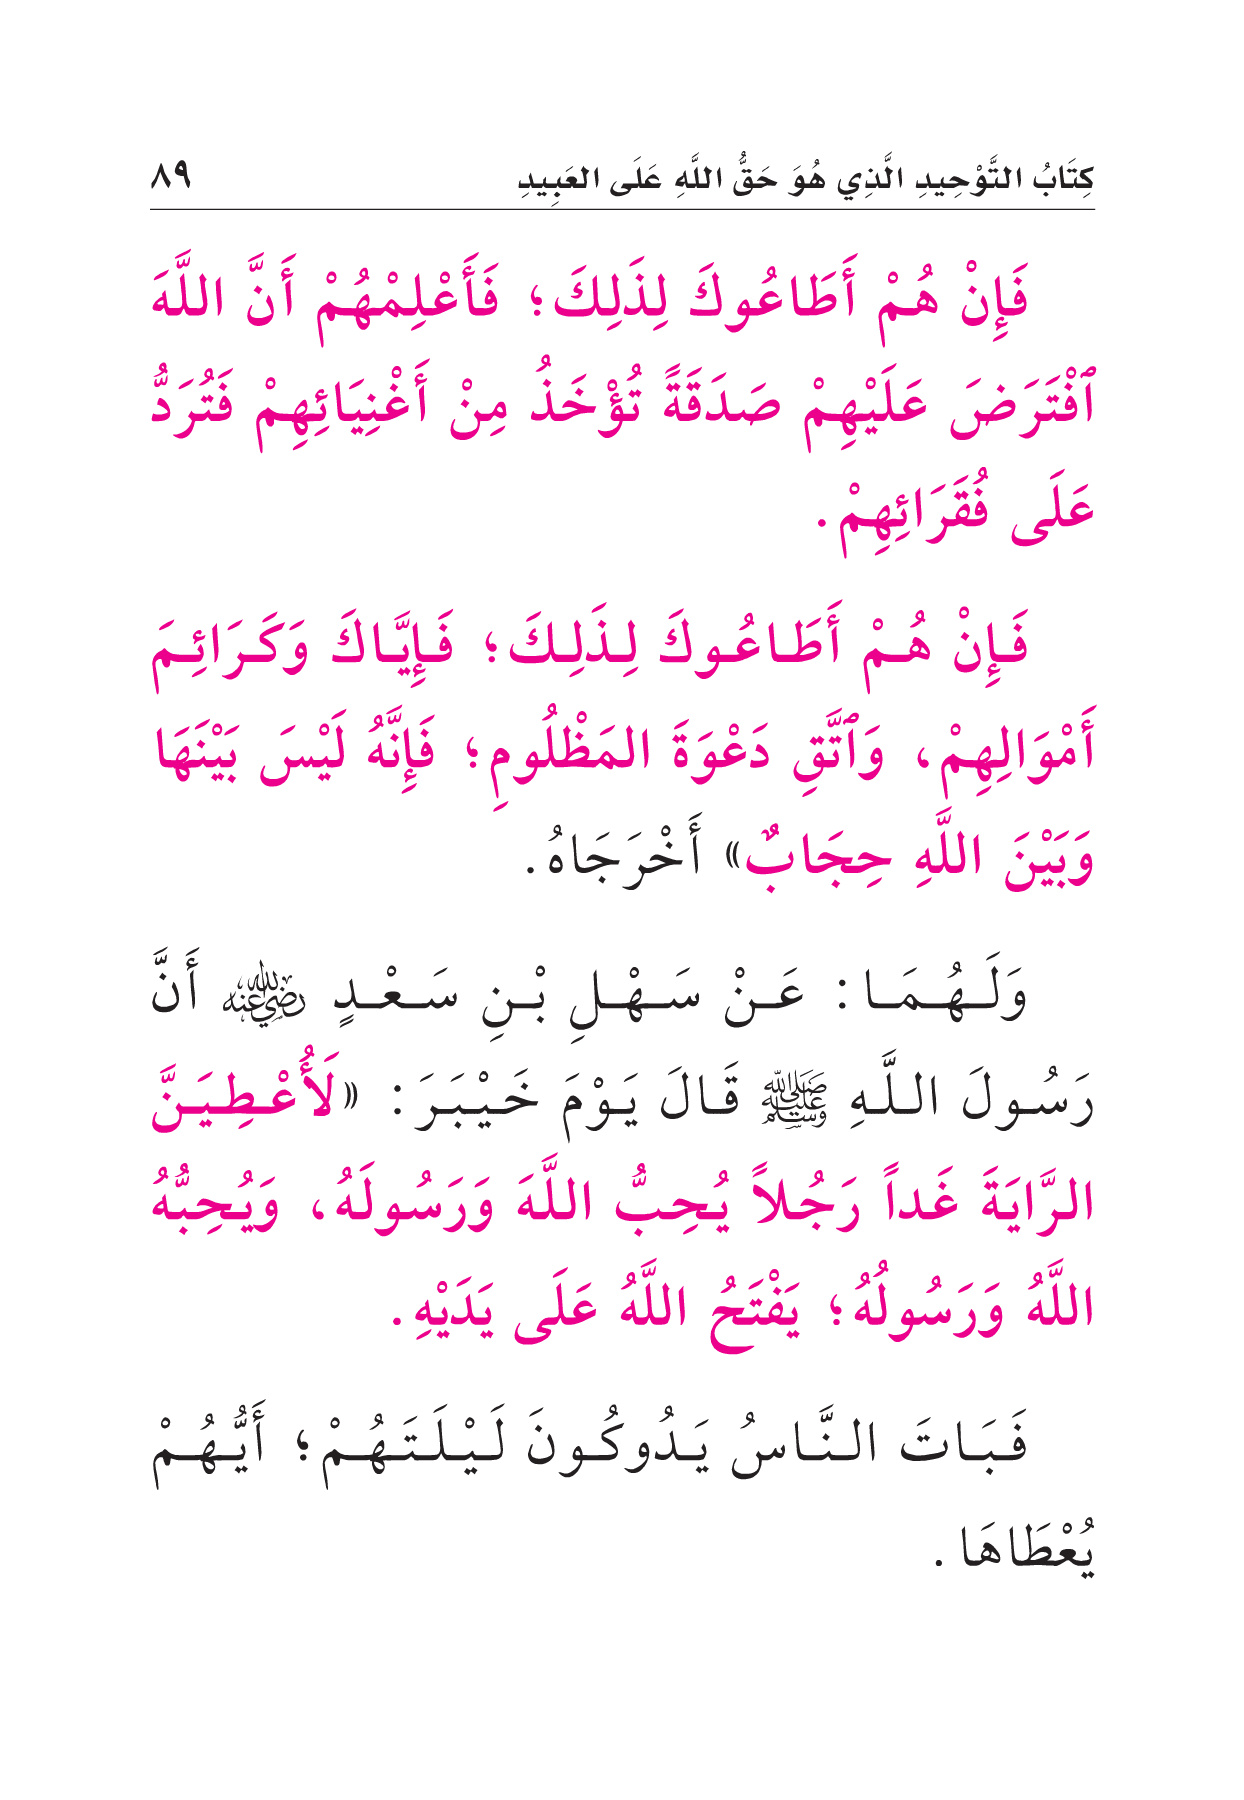 كِتَابُ التَّوْحِيدِ الَّذِي هُوَ حَقُّ اللَّهِ عَلَى العَبِيدِ ٨٩
فَإِنْ هُمْ أَطَاعُوكَ لِذَلِكَ؛ فَأَعْلِمْهُمْ أَنَّ اللَّهَ
ٱفْتَرَضَ عَلَيْهِمْ صَدَقَةً تُؤْخَذُ مِنْ أَغْنِيَائِهِمْ فَتُرَدُّ
عَلَى فُقَرَائِهِمْ.
فَإِنْ هُمْ أَطَاعُوكَ لِذَلِكَ؛ فَإِيَّاكَ وَكَرَائِمَ
أَمْوَالِهِمْ، وَٱتَّقِ دَعْوَةَ المَظْلُومِ؛ فَإِنَّهُ لَيْسَ بَيْنَهَا
وَبَيْنَ اللَّهِ حِجَابٌ» أَخْرَجَاهُ.
وَلَهُمَا: عَنْ سَهْلِ بْنِ سَعْدٍ رضي الله عنه أَنَّ
رَسُولَ اللَّهِ ﷺ قَالَ يَوْمَ خَيْبَرَ: «لَأُعْطِيَنَّ
الرَّايَةَ غَداً رَجُلاً يُحِبُّ اللَّهَ وَرَسُولَهُ، وَيُحِبُّهُ
اللَّهُ وَرَسُولُهُ؛ يَفْتَحُ اللَّهُ عَلَى يَدَيْهِ.
فَبَاتَ النَّاسُ يَدُوكُونَ لَيْلَتَهُمْ؛ أَيُّهُمْ
يُعْطَاهَا.